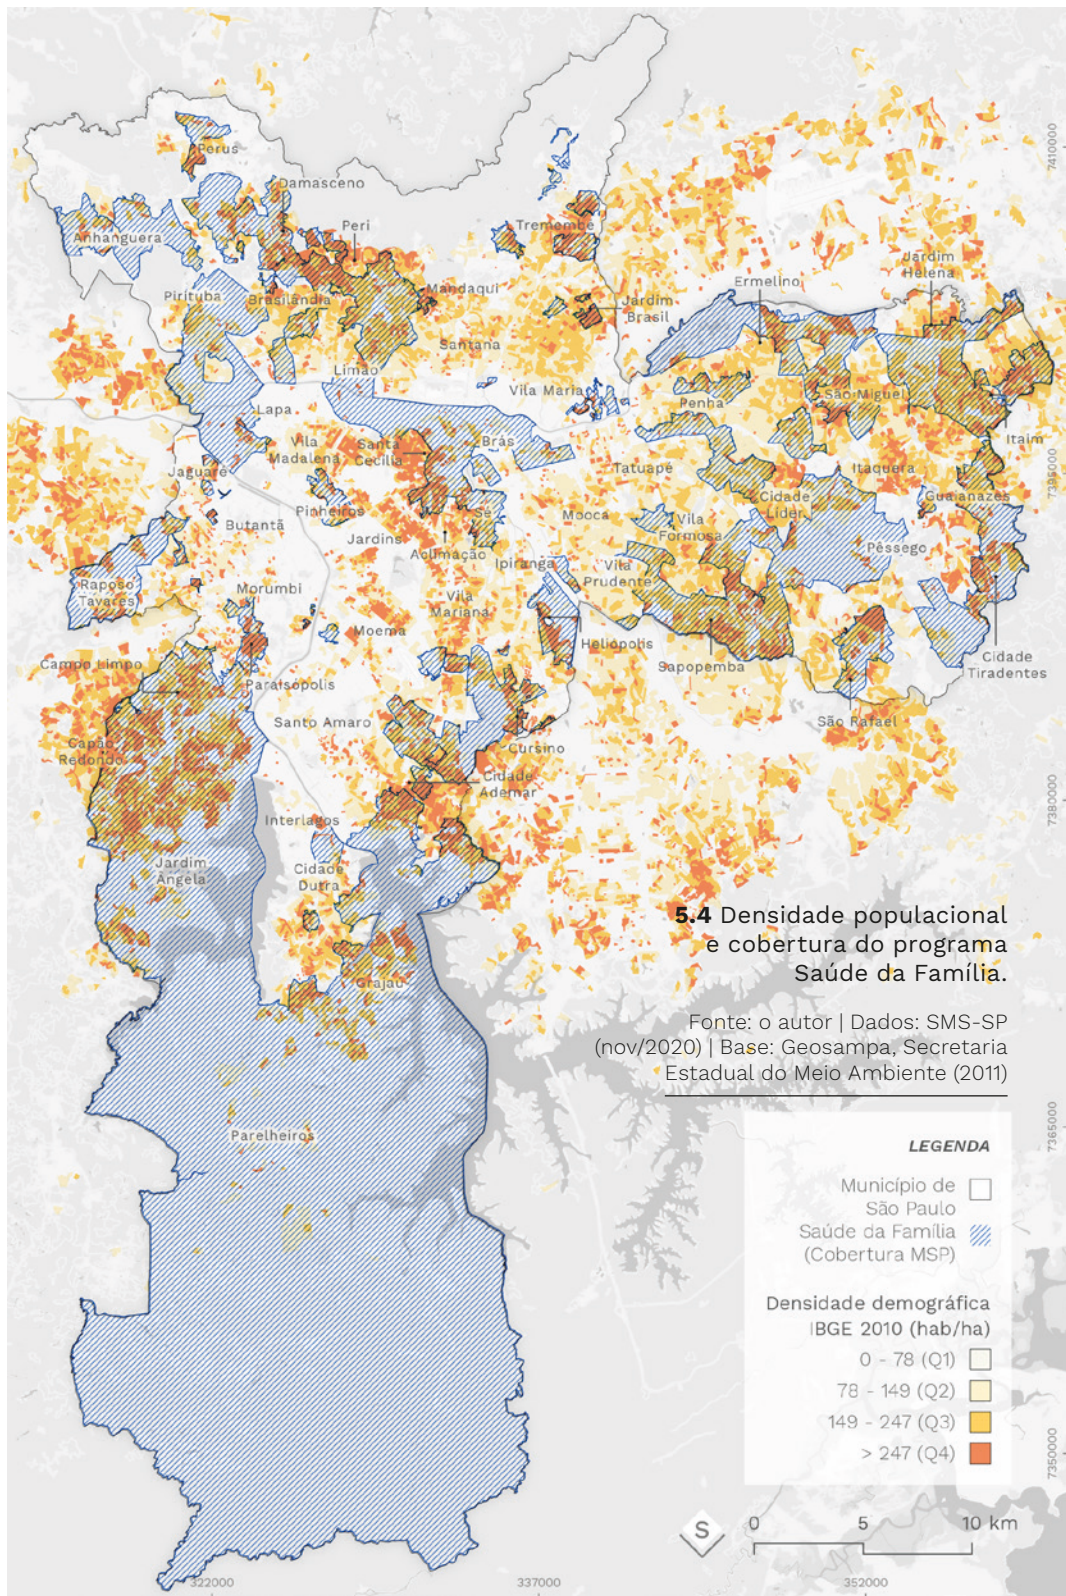 7410000
Perus
Damasceno
Peri
Tremembé
Anhanguera
Jardim
Helena
Ermelino
Pirituba
Brasilândia
Mandaqui
Jardim
Brasil
Santana
Limão
Vila Maria
Penha
São Miguel
Lapa
Vila
Madalena
Santa
Cecília
Brás
Itaim
Jaguaré
Tatuapé
Itaquera
7395000
Pinheiros
Cidade
Líder
Guaianazes
Butantã
Sé
Mooca
Vila
Formosa
Jardins
Aclimação
Ipiranga
Pêssego
Raposo
Tavares
Morumbi
Vila
Prudente
Vila
Mariana
Moema
Heliópolis
Sapopemba
Cidade
Tiradentes
Campo Limpo
Paraisópolis
Santo Amaro
São Rafael
Capão
Redondo
Cursino
Cidade
Ademar
7380000
Interlagos
Jardim
Ângela
Cidade
Dutra
Grajaú
5.4 Densidade populacional
e cobertura do programa
Saúde da Família.
Fonte: o autor | Dados: SMS-SP
(nov/2020) | Base: Geosampa, Secretaria
Estadual do Meio Ambiente (2011)
Parelheiros
7365000
LEGENDA
Município de
São Paulo
Saúde da Família
(Cobertura MSP)
Densidade demográfica
IBGE 2010 (hab/ha)
0 - 78 (Q1)
78 - 149 (Q2)
149 - 247 (Q3)
> 247 (Q4)
7350000
S
0 5 10 km
322000 337000 352000